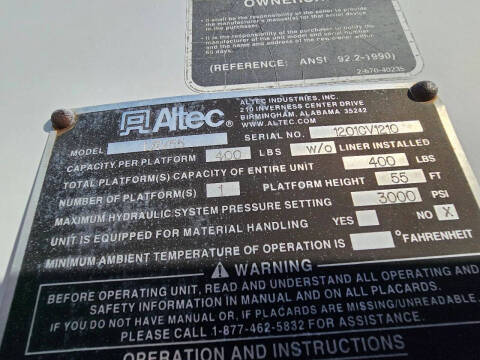 OWNERSH
It shall be the responsibility of the purchaser to provide
manufacturer's manual(s) for that serial device
It is the responsibility of the purchaser to notify the
manufacturer of the unit model and serial number
and the name and address of the new owner within
60 days.
(REFERENCE: ANSI 92.2-1990)
2-670-40235
Altec®
ALTEC INDUSTRIES, INC.
210 INVERNESS CENTER DRIVE
BIRMINGHAM, ALABAMA 35242
WWW.ALTEC.COM
MODEL SERIAL NO. 1201CV1210
CAPACITY PER PLATFORM 400 LBS W/O LINER INSTALLED
TOTAL PLATFORM(S) CAPACITY OF ENTIRE UNIT 400 LBS
NUMBER OF PLATFORM(S) 1 PLATFORM HEIGHT 55 FT
MAXIMUM HYDRAULIC SYSTEM PRESSURE SETTING 3000 PSI
UNIT IS EQUIPPED FOR MATERIAL HANDLING YES NO X
MINIMUM AMBIENT TEMPERATURE OF OPERATION IS °FAHRENHEIT
WARNING
BEFORE OPERATING UNIT, READ AND UNDERSTAND ALL OPERATING AND
SAFETY INFORMATION IN MANUAL AND ON ALL PLACARDS.
IF YOU DO NOT HAVE MANUAL OR, IF PLACARDS ARE MISSING/UNREADABLE,
PLEASE CALL 1-877-462-5832 FOR ASSISTANCE.
OPERATION AND INSTRUCTIONS